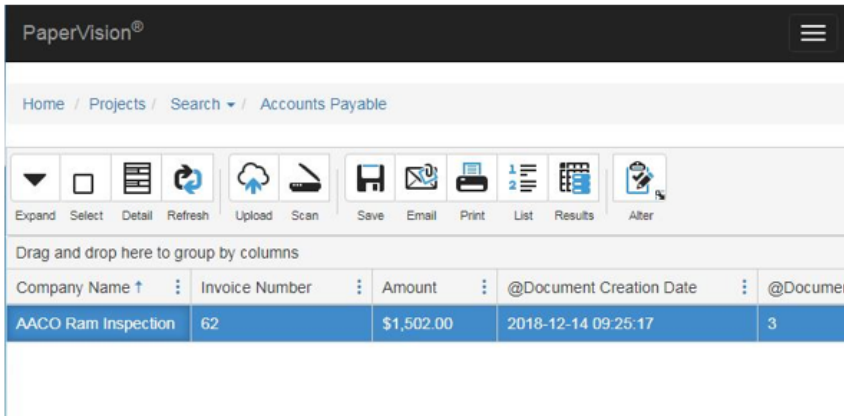 PaperVision®
Home / Projects / Search / Accounts Payable
Expand Select Detail Refresh Upload Scan Save Email Print List Results Alter
Drag and drop here to group by columns
Company Name ↑ Invoice Number Amount @Document Creation Date @Documen
AACO Ram Inspection 62 $1,502.00 2018-12-14 09:25:17 3